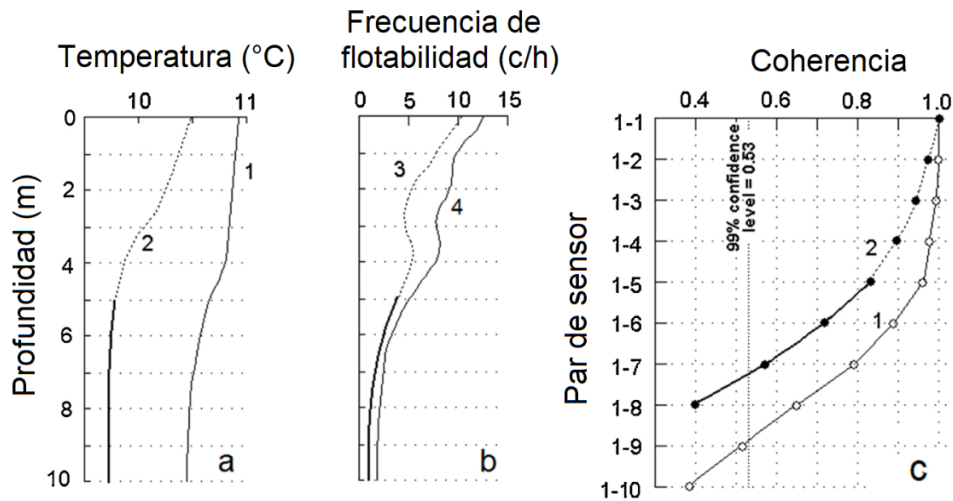 Temperatura (°C)
10 11
Profundidad (m)
0
2
4
6
8
10
1
2
a
Frecuencia de
flotabilidad (c/h)
0 5 10 15
3
4
b
Coherencia
0.4 0.6 0.8 1.0
Par de sensor
1-1
1-2
1-3
1-4
1-5
1-6
1-7
1-8
1-9
1-10
99% confidence
level = 0.53
2
1
c